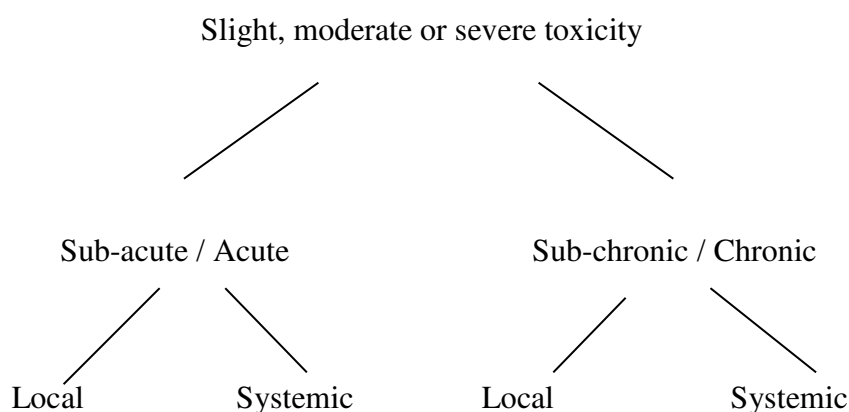 Slight, moderate or severe toxicity
Sub-acute / Acute Sub-chronic / Chronic
Local Systemic Local Systemic